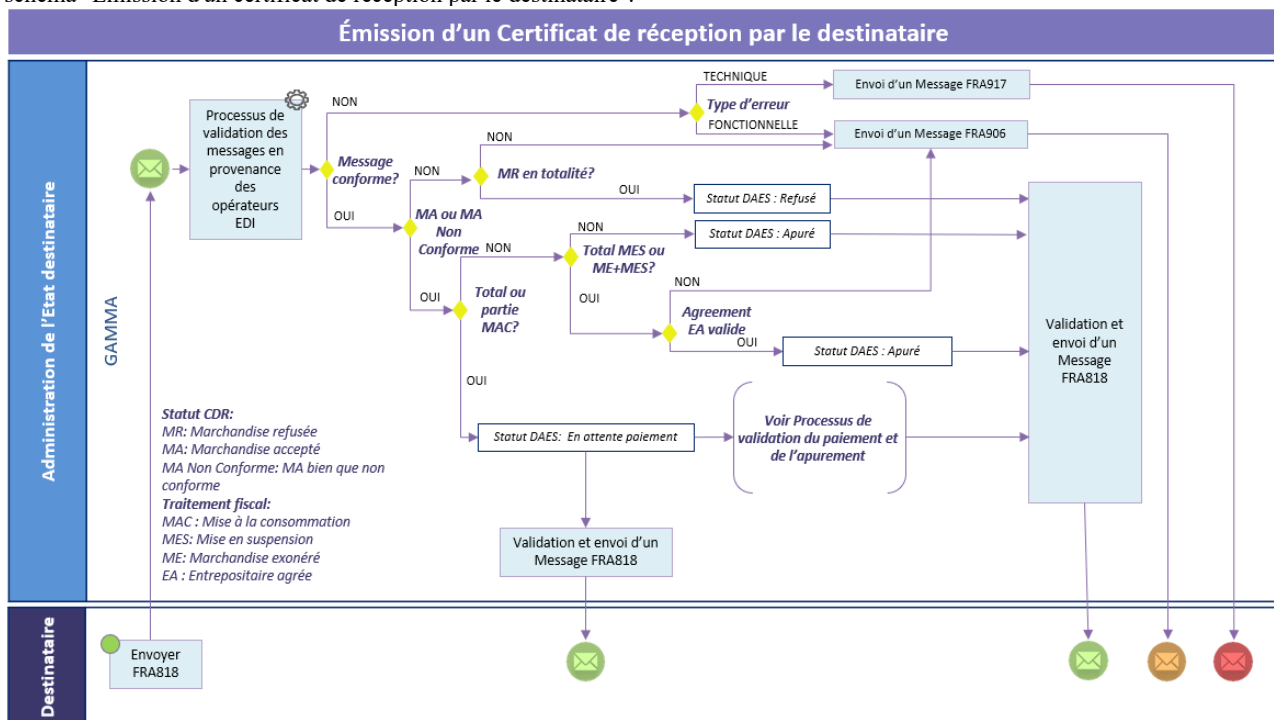 schéma "Emission d'un certificat de réception par le destinataire".
Émission d'un Certificat de réception par le destinataire
Administration de l'Etat destinataire
GAMMA
Processus de
validation des
messages en
provenance
des
opérateurs
EDI
Message
conforme?
NON
OUI
TECHNIQUE
Type d'erreur
FONCTIONNELLE
Envoi d'un Message FRA917
Envoi d'un Message FRA906
MA ou MA
Non
Conforme
NON
OUI
MR en totalité?
NON
OUI
Statut DAES : Refusé
Total ou
partie
MAC?
NON
OUI
Total MES ou
ME+MES?
NON
OUI
Statut DAES : Apuré
Agreement
EA valide
NON
OUI
Statut DAES : Apuré
Validation et
envoi d'un
Message
FRA818
Statut DAES: En attente paiement
Voir Processus de
validation du paiement et
de l'apurement
Validation et envoi d'un
Message FRA818
Statut CDR:
MR: Marchandise refusée
MA: Marchandise accepté
MA Non Conforme: MA bien que non
conforme
Traitement fiscal:
MAC : Mise à la consommation
MES: Mise en suspension
ME: Marchandise exonéré
EA : Entrepositaire agrée
Destinataire
Envoyer
FRA818